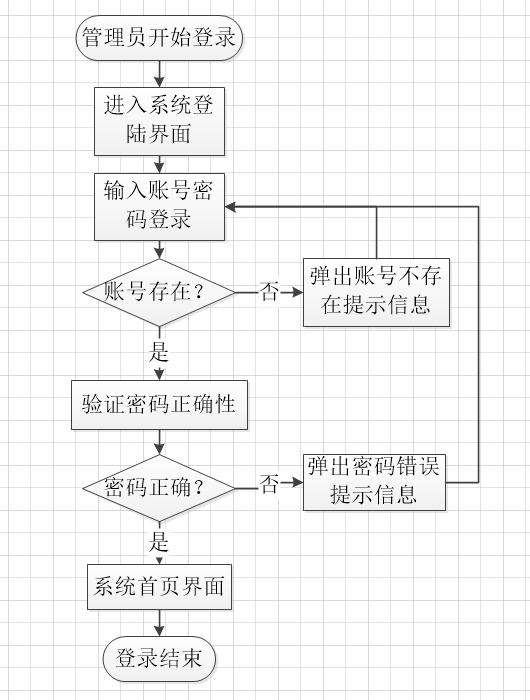 管理员开始登录
进入系统登
陆界面
输入账号密
码登录
账号存在？
否
弹出账号不存
在提示信息
是
验证密码正确性
密码正确？
否
弹出密码错误
提示信息
是
系统首页界面
登录结束